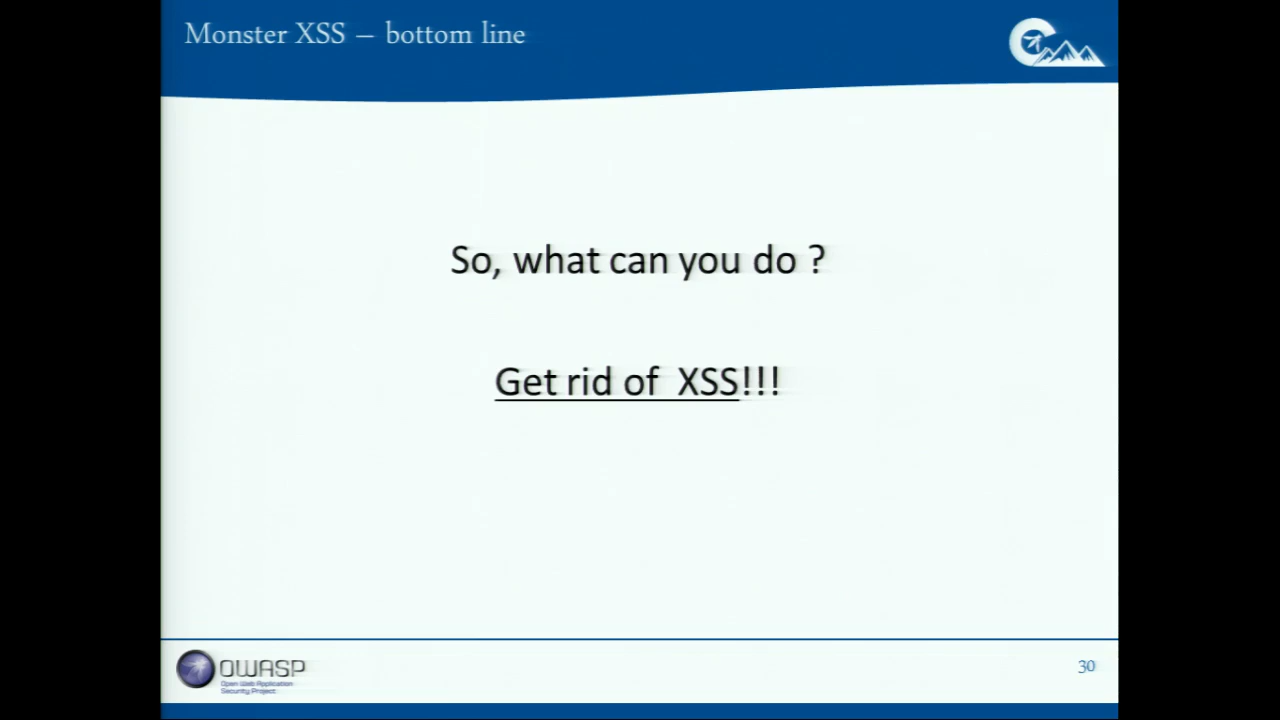 Monster XSS – bottom line
So, what can you do ?
Get rid of  XSS!!!
OWASP
Open Web Application
Security Project
30